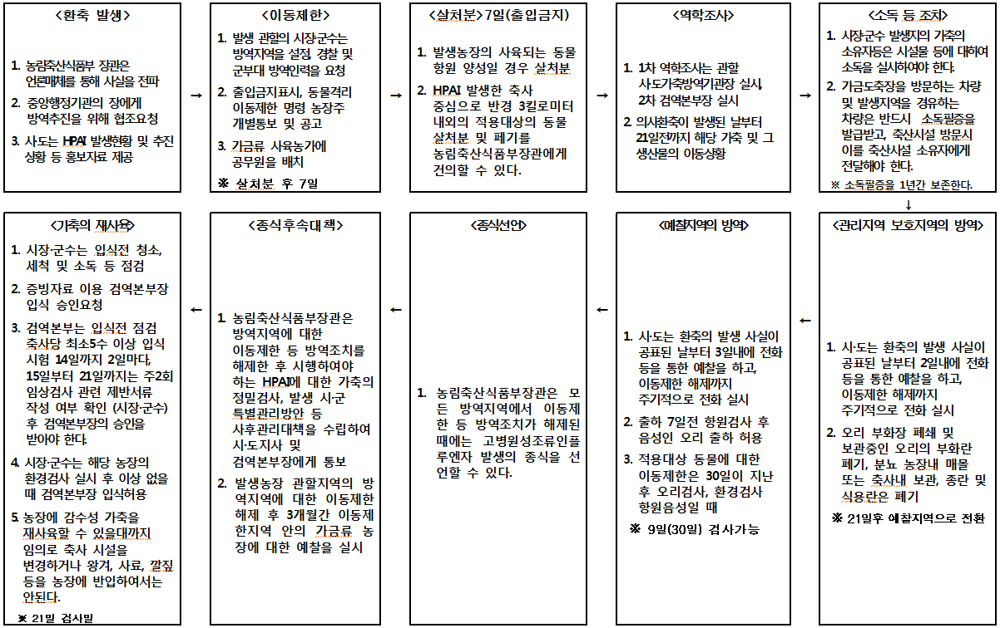 <환축 발생>
1. 농림축산식품부 장관은
언론매체를 통해 사실을 전파
2. 중앙행정기관의 장에게
방역추진을 위해 협조요청
3. 시·도는 HPAI 발생현황 및 추진
상황 등 홍보자료 제공
→
<이동제한>
1. 발생 관할의 시장·군수는
방역지역을 설정, 경찰 및
군부대 방역인력을 요청
2. 출입금지표시, 동물격리
이동제한 명령 농장주
개별통보 및 공고
3. 가금류 사육농가에
공무원을 배치
※ 살처분 후 7일
→
<살처분> 7일(출입금지)
1. 발생농장의 사육되는 동물
항원 양성일 경우 살처분
2. HPAI 발생한 축사
중심으로 반경 3킬로미터
내외의 적용대상의 동물
살처분 및 폐기를
농림축산식품부장관에게
건의할 수 있다.
→
<역학조사>
1. 1차 역학조사는 관할
시·도가축방역기관장 실시,
2차 검역본부장 실시
2. 의사환축이 발생된 날부터
21일전까지 해당 가축 및 그
생산물의 이동상황
→
<소독 등 조치>
1. 시장·군수 발생지의 가축의
소유자등은 시설물 등에 대하여
소독을 실시하여야 한다.
2. 가금도축장을 방문하는 차량
및 발생지역을 경유하는
차량은 반드시 소독필증을
발급받고, 축산시설 방문시
이를 축산시설 소유자에게
전달해야 한다.
※ 소독필증을 1년간 보존한다.
↓
<관리지역 보호지역의 방역>
1. 시·도는 환축의 발생 사실이
공표된 날부터 2일내에 전화
등을 통한 예찰을 하고,
이동제한 해제까지
주기적으로 전화 실시
2. 오리 부화장 폐쇄 및
보관중인 오리의 부화란
폐기, 분뇨 농장내 매몰
또는 축사내 보관, 종란 및
식용란은 폐기
※ 21일후 예찰지역으로 전환
←
<예찰지역의 방역>
1. 시·도는 환축의 발생 사실이
공표된 날부터 3일내에 전화
등을 통한 예찰을 하고,
이동제한 해제까지
주기적으로 전화 실시
2. 출하 7일전 항원검사 후
음성인 오리 출하 허용
3. 적용대상 동물에 대한
이동제한은 30일이 지난
후 오리검사, 환경검사
항원음성일 때
※ 9일(30일) 검사가능
←
<종식선언>
1. 농림축산식품부장관은 모
든 방역지역에서 이동제
한 등 방역조치가 해제된
때에는 고병원성조류인플
루엔자 발생의 종식을 선
언할 수 있다.
←
<종식후속대책>
1. 농림축산식품부장관은
방역지역에 대한
이동제한 등 방역조치를
해제한 후 시행하여야
하는 HPAI에 대한 가축의
정밀검사, 발생 시·군
특별관리방안 등
사후관리대책을 수립하여
시·도지사 및
검역본부장에게 통보
2. 발생농장 관할지역의 방
역지역에 대한 이동제한
해제 후 3개월간 이동제
한지역 안의 가금류 농
장에 대한 예찰을 실시
←
<가축의 재사육>
1. 시장·군수는 입식전 청소,
세척 및 소독 등 점검
2. 증빙자료 이용 검역본부장
입식 승인요청
3. 검역본부는 입식전 점검
축사당 최소5수 이상 입식
시험 14일까지 2일마다,
15일부터 21일까지는 주2회
임상검사 관련 제반서류
작성 여부 확인 (시장·군수)
후 검역본부장의 승인을
받아야 한다.
4. 시장·군수는 해당 농장의
환경검사 실시 후 이상 없을
때 검역본부장 입식허용
5. 농장에 감수성 가축을
재사육할 수 있을대까지
임의로 축사 시설을
변경하거나 왕겨, 사료, 깔짚
등을 농장에 반입하여서는
안된다.
※ 21일 검사일